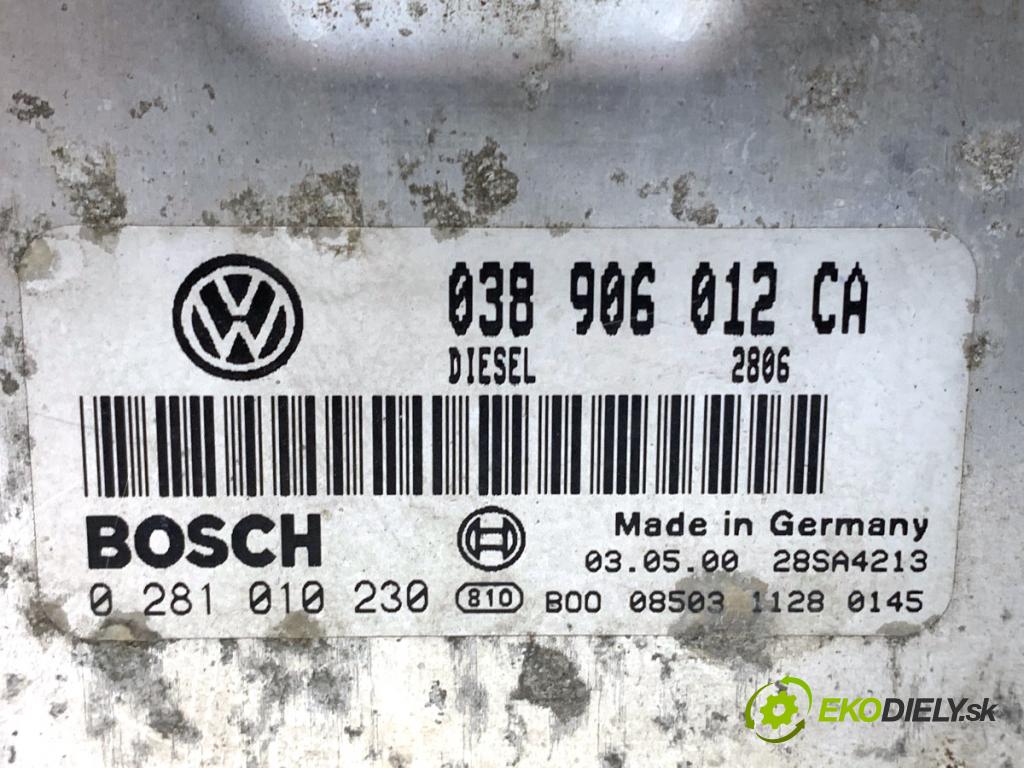 038 906 012 CA
DIESEL 2806
BOSCH
Made in Germany
03.05.00 28SA4213
0 281 010 230 810 B00 08503 1128 0145
EKODIELY.sk